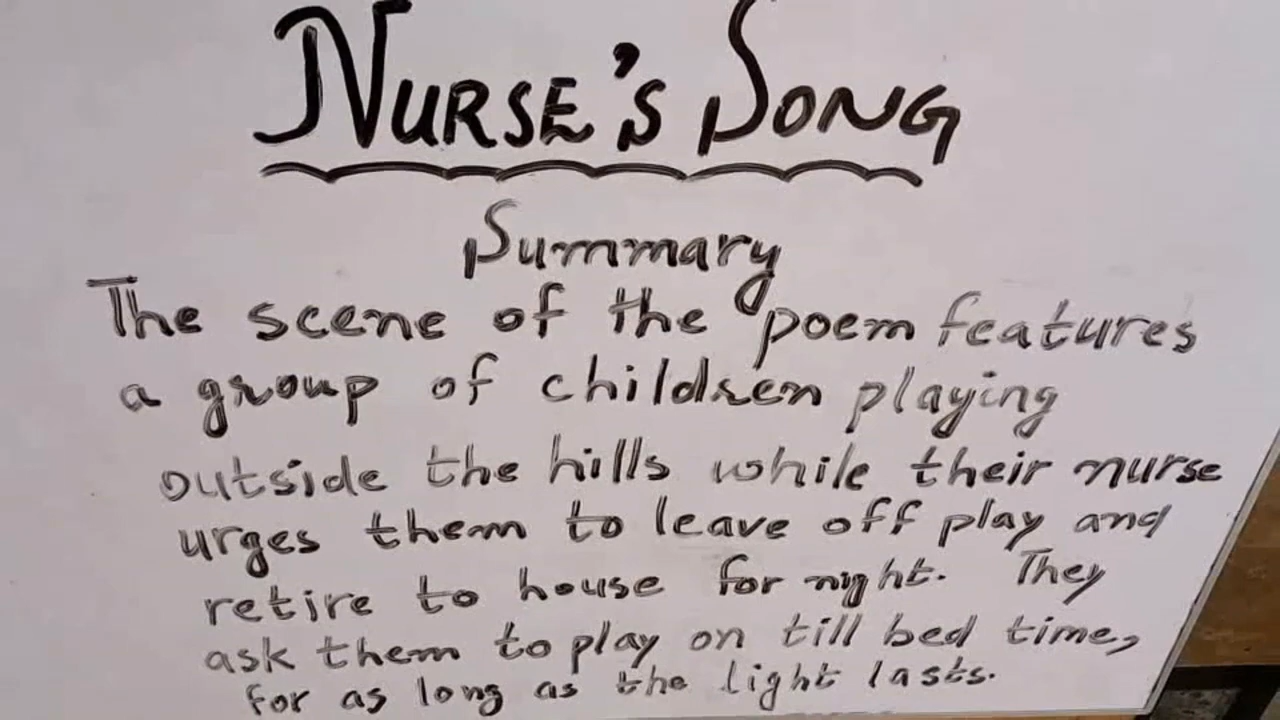 NURSE'S SONG
Summary
The scene of the poem features
a group of children playing
outside the hills while their nurse
urges them to leave off play and
retire to house for night. They
ask them to play on till bed time,
for as long as the light lasts.